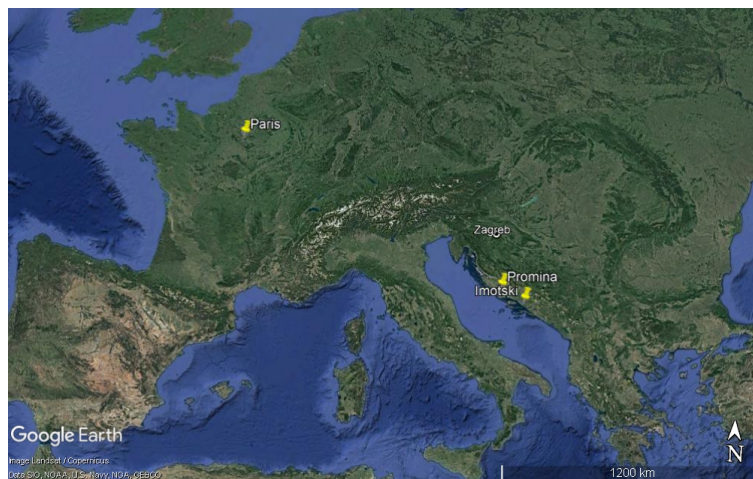 Paris
Zagreb
Promina
Imotski
Google Earth
Image Landsat / Copernicus
Data SIO, NOAA, U.S. Navy, NGA, GEBCO
N
1200 km